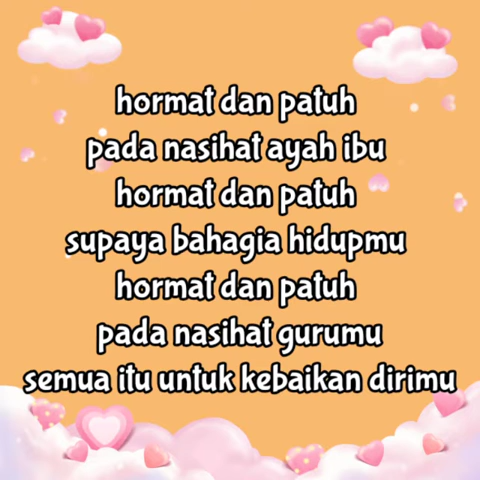 hormat dan patuh
pada nasihat ayah ibu
hormat dan patuh
supaya bahagia hidupmu
hormat dan patuh
pada nasihat gurumu
semua itu untuk kebaikan dirimu